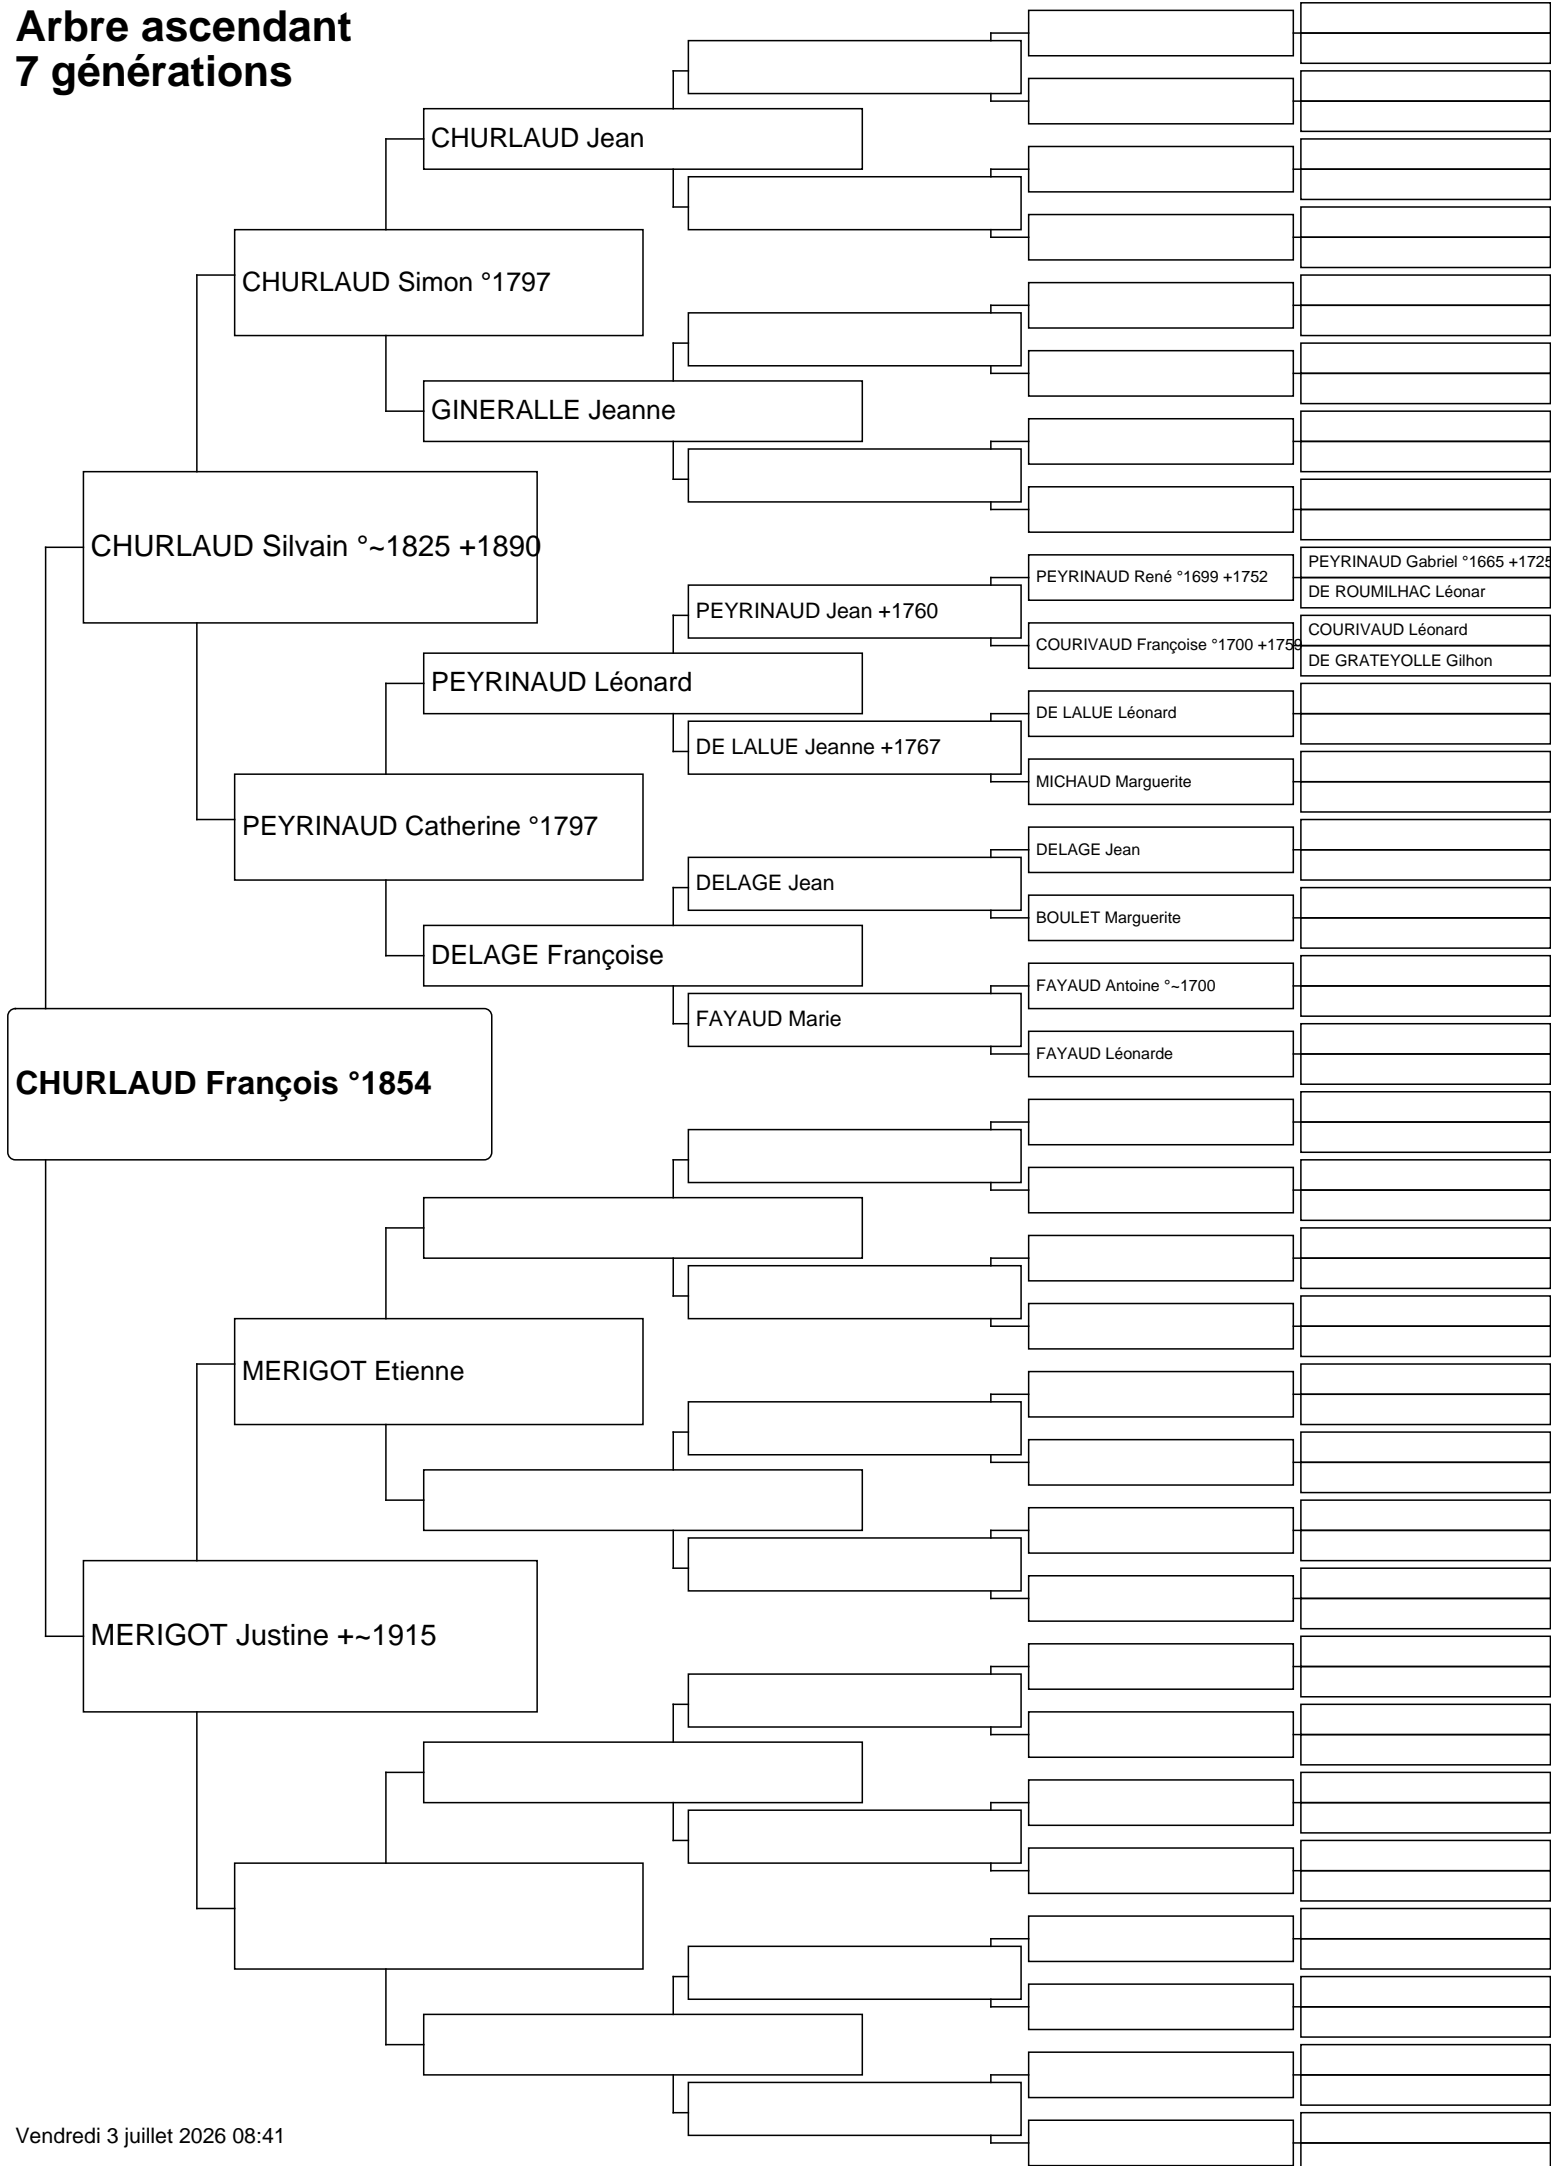 Arbre ascendant
7 générations
CHURLAUD Jean
CHURLAUD Simon °1797
GINERALLE Jeanne
CHURLAUD Silvain °~1825 +1890
PEYRINAUD René °1699 +1752
PEYRINAUD Gabriel °1665 +1725
DE ROUMILHAC Léonar
PEYRINAUD Jean +1760
COURIVAUD Françoise °1700 +1759
COURIVAUD Léonard
DE GRATEYOLLE Gilhon
PEYRINAUD Léonard
DE LALUE Léonard
DE LALUE Jeanne +1767
MICHAUD Marguerite
PEYRINAUD Catherine °1797
DELAGE Jean
DELAGE Jean
BOULET Marguerite
DELAGE Françoise
FAYAUD Antoine °~1700
FAYAUD Marie
FAYAUD Léonarde
CHURLAUD François °1854
MERIGOT Etienne
MERIGOT Justine +~1915
Vendredi 3 juillet 2026 08:41